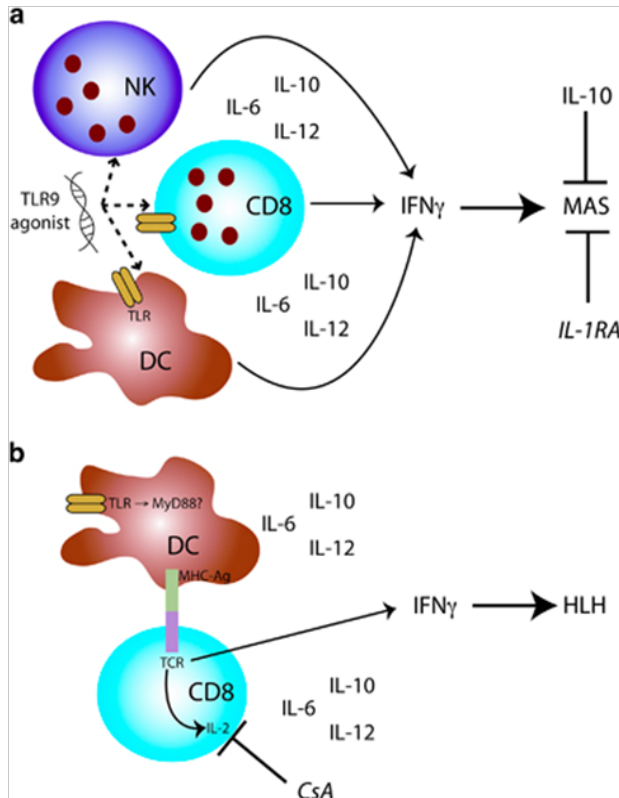 a
NK
IL-10
IL-6
IL-12
IL-10
TLR9
agonist
CD8
IFNγ
MAS
IL-10
IL-6
IL-12
TLR
IL-1RA
DC
b
TLR → MyD88?
IL-10
IL-6
DC
IL-12
MHC-Ag
IFNγ
HLH
TCR
CD8
IL-10
IL-6
IL-2
IL-12
CsA